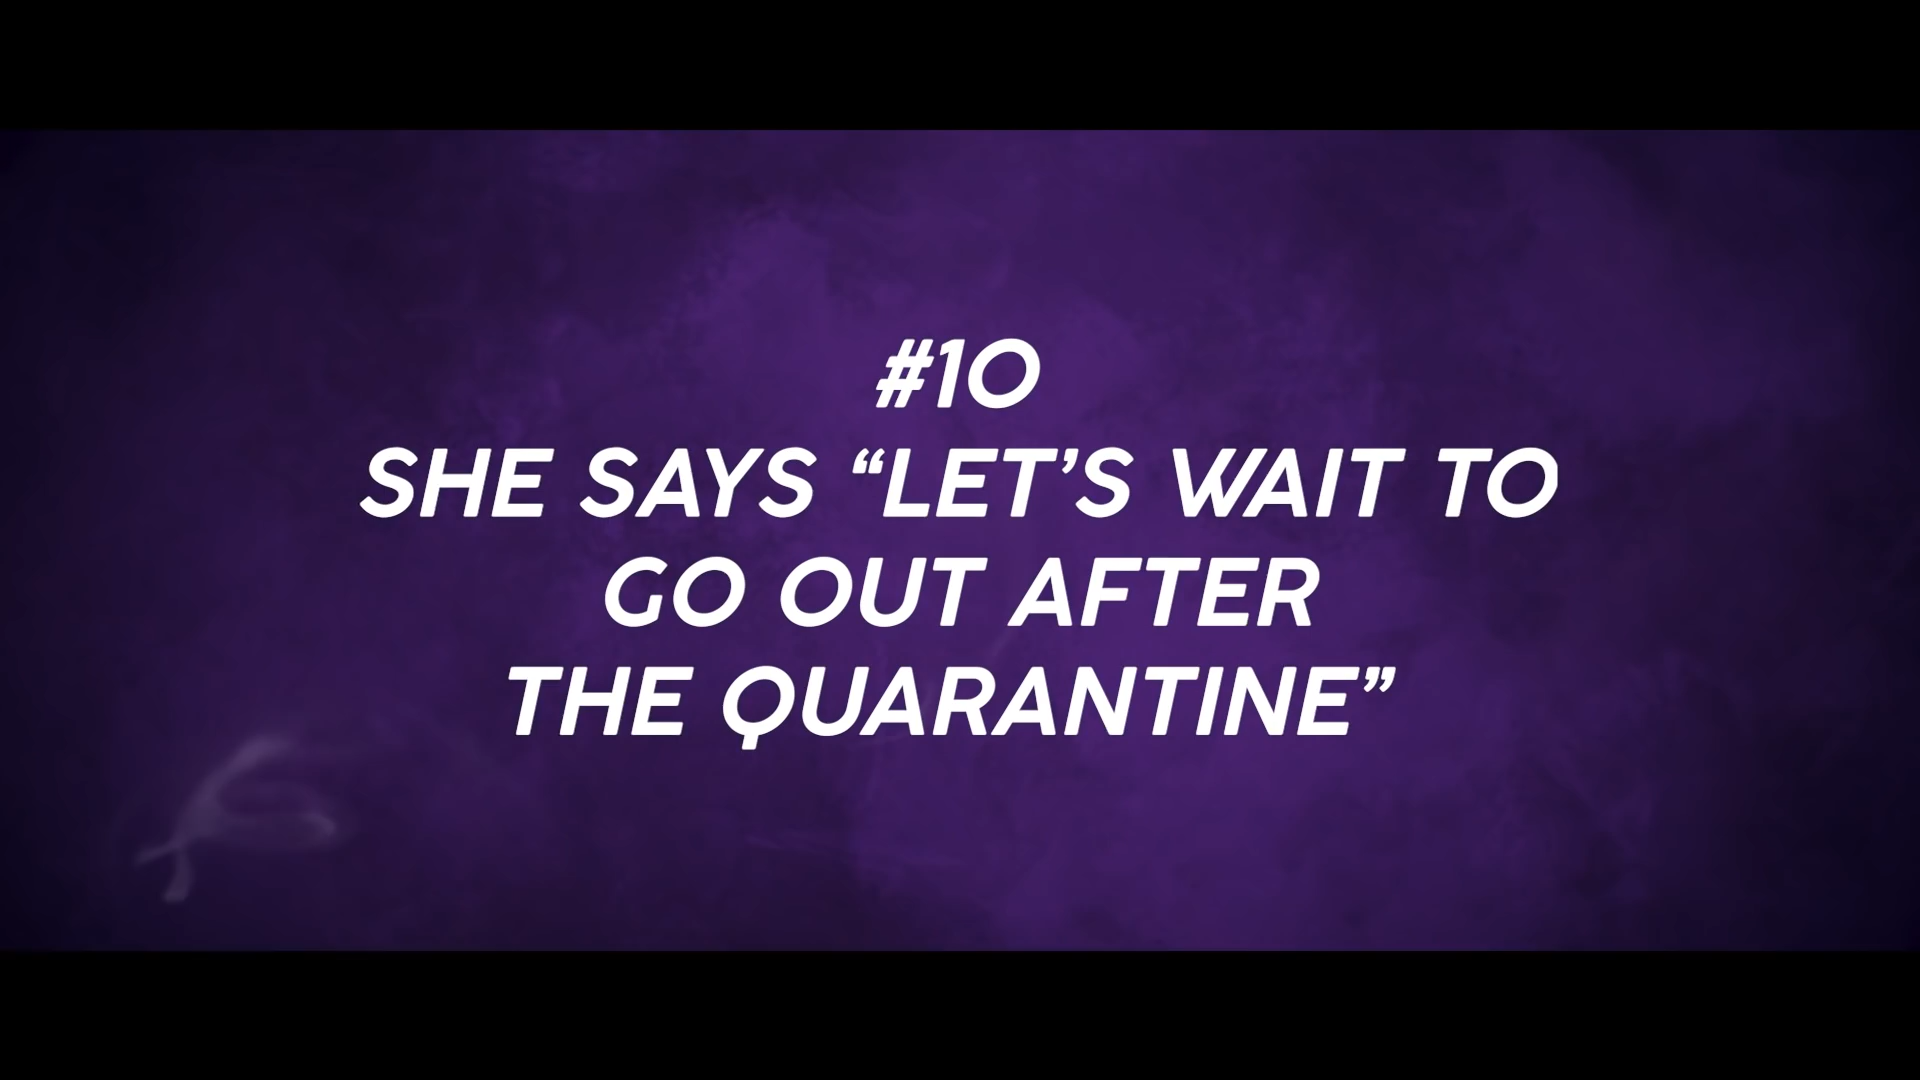 #10
SHE SAYS “LET’S WAIT TO
GO OUT AFTER
THE QUARANTINE”